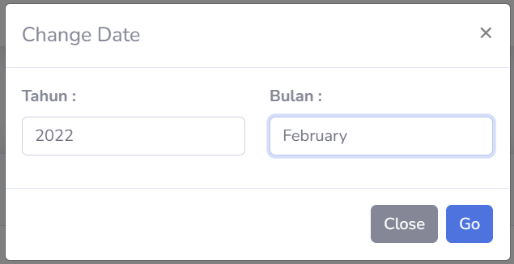 Change Date ×
Tahun : Bulan :
2022 February
Close Go